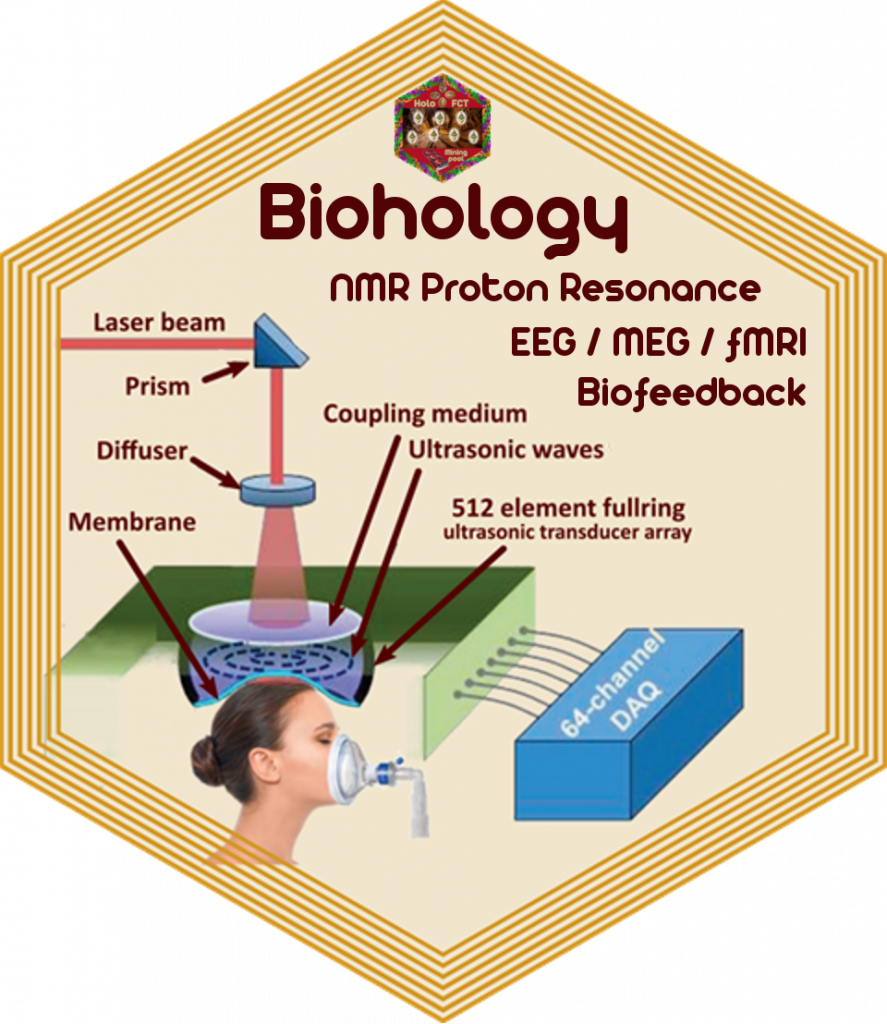 Holo FCT
Mining
pool
Biohology
NMR Proton Resonance
EEG / MEG / fMRI
Biofeedback
Laser beam
Prism
Coupling medium
Diffuser
Ultrasonic waves
Membrane
512 element fullring
ultrasonic transducer array
64-channel
DAQ